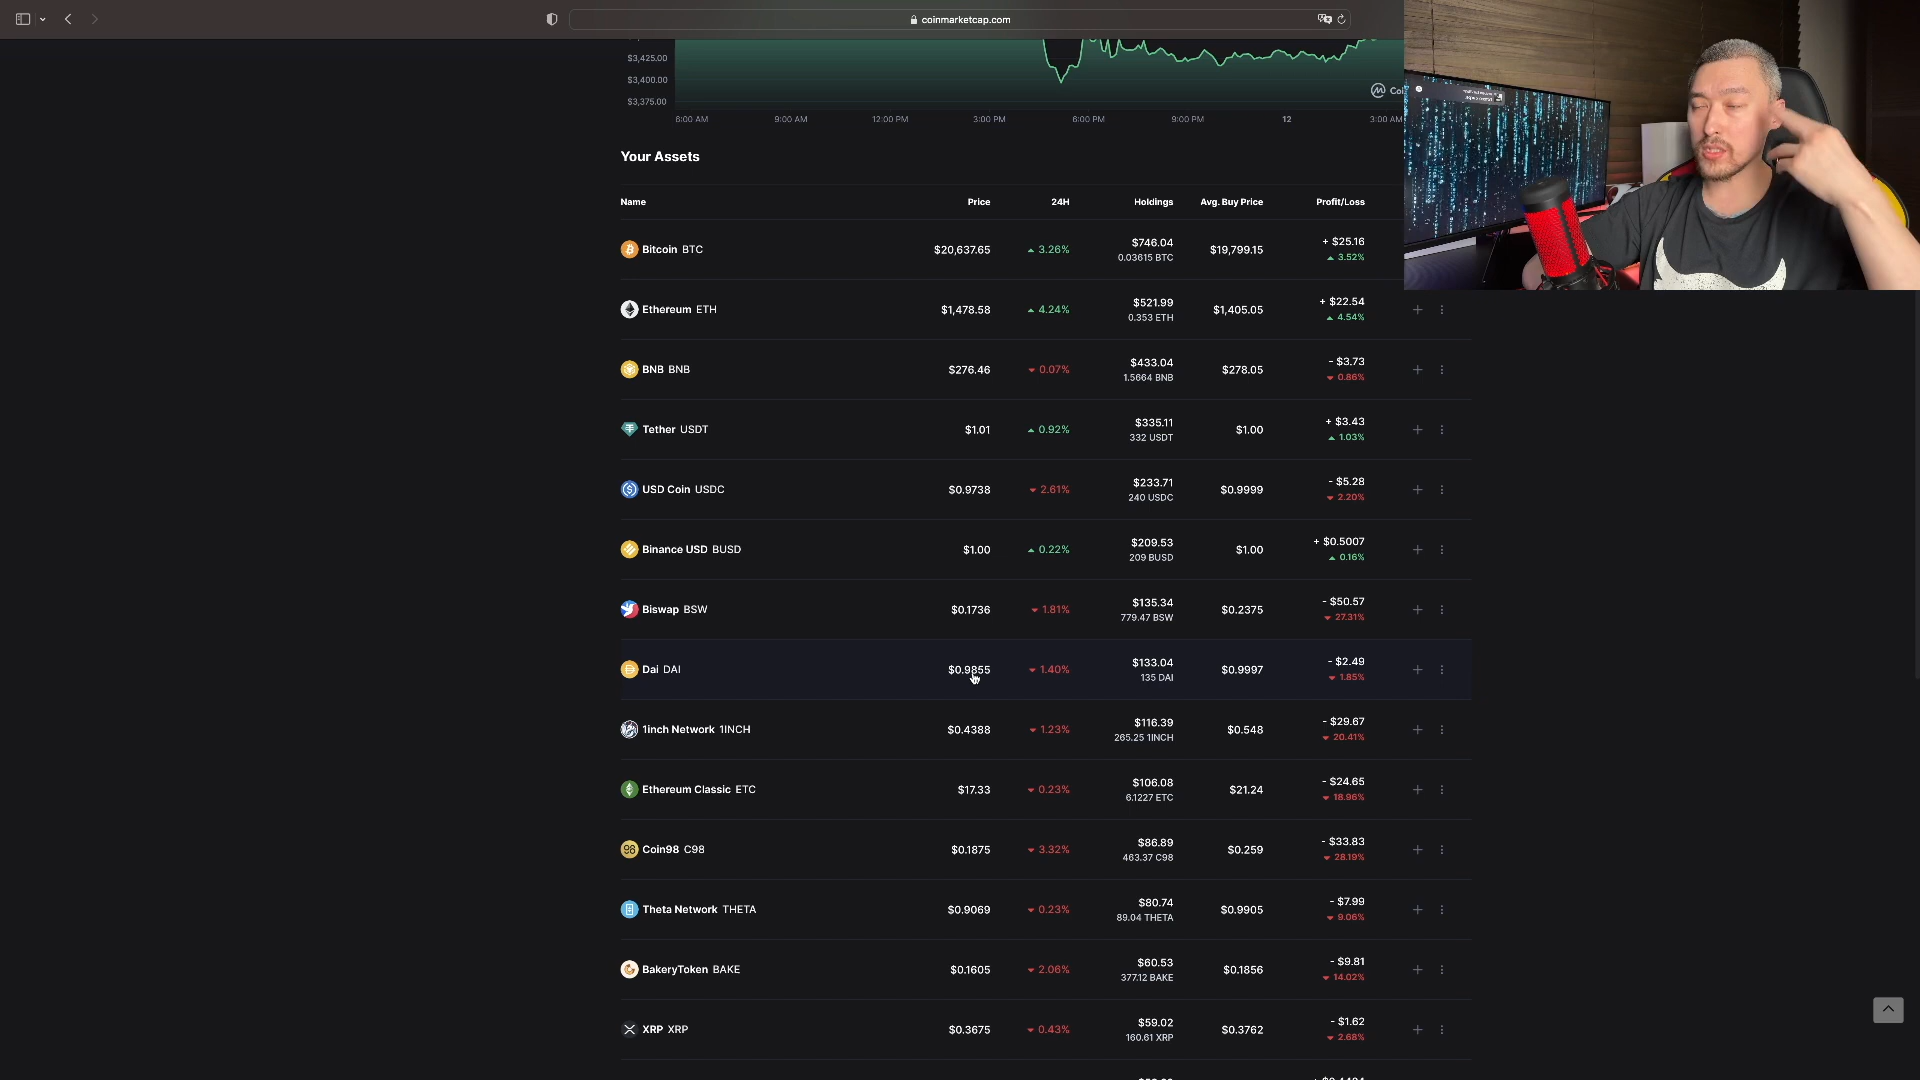 coinmarketcap.com
$3,425.00
$3,400.00
$3,375.00
6:00 AM 9:00 AM 12:00 PM 3:00 PM 6:00 PM 9:00 PM 12 3:00 AM
Your Assets
Name Price 24H Holdings Avg. Buy Price Profit/Loss
Bitcoin BTC $20,637.65 3.26% $746.04 $19,799.15 + $25.16
0.03615 BTC 3.52%
Ethereum ETH $1,478.58 4.24% $521.99 $1,405.05 + $22.54
0.353 ETH 4.54%
BNB BNB $276.46 0.07% $433.04 $278.05 - $3.73
1.5664 BNB 0.86%
Tether USDT $1.01 0.92% $335.11 $1.00 + $3.43
332 USDT 1.03%
USD Coin USDC $0.9738 2.61% $233.71 $0.9999 - $5.28
240 USDC 2.20%
Binance USD BUSD $1.00 0.22% $209.53 $1.00 + $0.5007
209 BUSD 0.16%
Biswap BSW $0.1736 1.81% $135.34 $0.2375 - $50.57
779.47 BSW 27.31%
Dai DAI $0.9855 1.40% $133.04 $0.9997 - $2.49
135 DAI 1.85%
1inch Network 1INCH $0.4388 1.23% $116.39 $0.548 - $29.67
265.25 1INCH 20.41%
Ethereum Classic ETC $17.33 0.23% $106.08 $21.24 - $24.65
6.1227 ETC 18.96%
Coin98 C98 $0.1875 3.32% $86.89 $0.259 - $33.83
463.37 C98 28.19%
Theta Network THETA $0.9069 0.23% $80.74 $0.9905 - $7.99
89.04 THETA 9.06%
BakeryToken BAKE $0.1605 2.06% $60.53 $0.1856 - $9.81
377.12 BAKE 14.02%
XRP XRP $0.3675 0.43% $59.02 $0.3762 - $1.62
160.61 XRP 2.68%